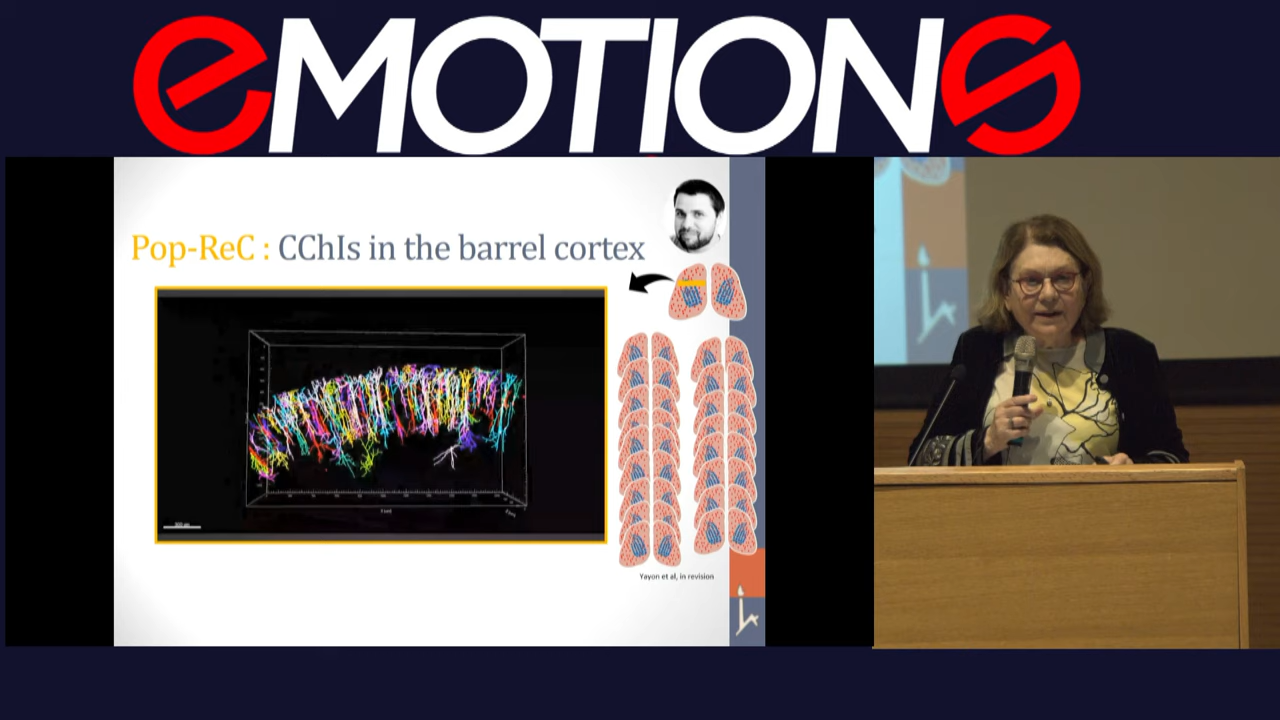 eMOTIONS
Pop-ReC : CChIs in the barrel cortex
Yayon et al, in revision